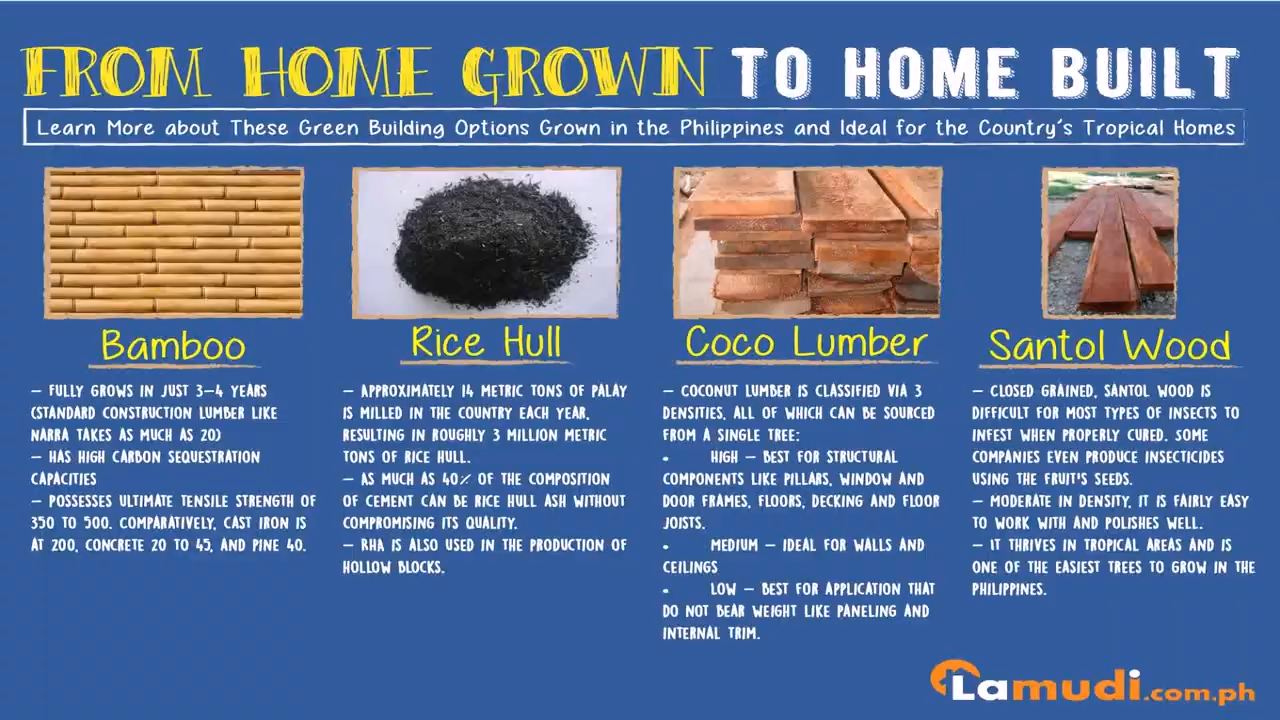 FROM HOME GROWN TO HOME BUILT
Learn More about These Green Building Options Grown in the Philippines and Ideal for the Country's Tropical Homes
Bamboo
– FULLY GROWS IN JUST 3–4 YEARS
(STANDARD CONSTRUCTION LUMBER LIKE
NARRA TAKES AS MUCH AS 20)
– HAS HIGH CARBON SEQUESTRATION
CAPACITIES
– POSSESSES ULTIMATE TENSILE STRENGTH OF
350 TO 500. COMPARATIVELY, CAST IRON IS
AT 200, CONCRETE 20 TO 45, AND PINE 40.
Rice Hull
– APPROXIMATELY 14 METRIC TONS OF PALAY
IS MILLED IN THE COUNTRY EACH YEAR,
RESULTING IN ROUGHLY 3 MILLION METRIC
TONS OF RICE HULL.
– AS MUCH AS 40% OF THE COMPOSITION
OF CEMENT CAN BE RICE HULL ASH WITHOUT
COMPROMISING ITS QUALITY.
– RHA IS ALSO USED IN THE PRODUCTION OF
HOLLOW BLOCKS.
Coco Lumber
– COCONUT LUMBER IS CLASSIFIED VIA 3
DENSITIES, ALL OF WHICH CAN BE SOURCED
FROM A SINGLE TREE:
• HIGH – BEST FOR STRUCTURAL
COMPONENTS LIKE PILLARS, WINDOW AND
DOOR FRAMES, FLOORS, DECKING AND FLOOR
JOISTS.
• MEDIUM – IDEAL FOR WALLS AND
CEILINGS
• LOW – BEST FOR APPLICATION THAT
DO NOT BEAR WEIGHT LIKE PANELING AND
INTERNAL TRIM.
Santol Wood
– CLOSED GRAINED, SANTOL WOOD IS
DIFFICULT FOR MOST TYPES OF INSECTS TO
INFEST WHEN PROPERLY CURED. SOME
COMPANIES EVEN PRODUCE INSECTICIDES
USING THE FRUIT'S SEEDS.
– MODERATE IN DENSITY, IT IS FAIRLY EASY
TO WORK WITH AND POLISHES WELL.
– IT THRIVES IN TROPICAL AREAS AND IS
ONE OF THE EASIEST TREES TO GROW IN THE
PHILIPPINES.
Lamudi.com.ph